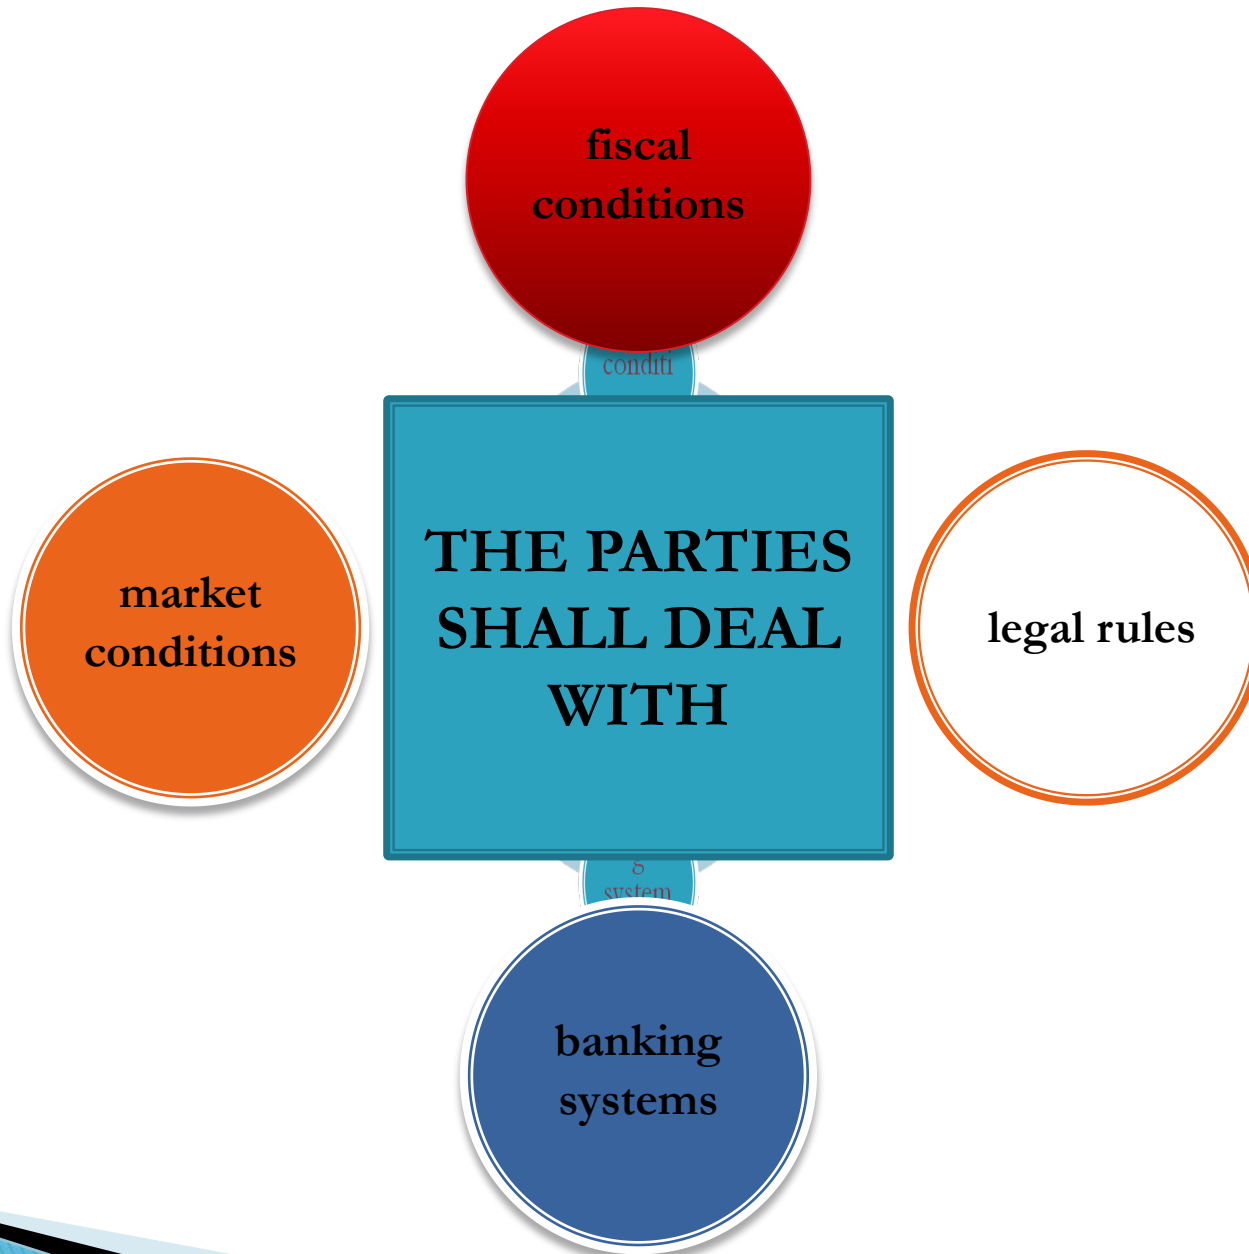 fiscal
conditions
conditi
THE PARTIES
SHALL DEAL
WITH
market
conditions
legal rules
g
system
banking
systems